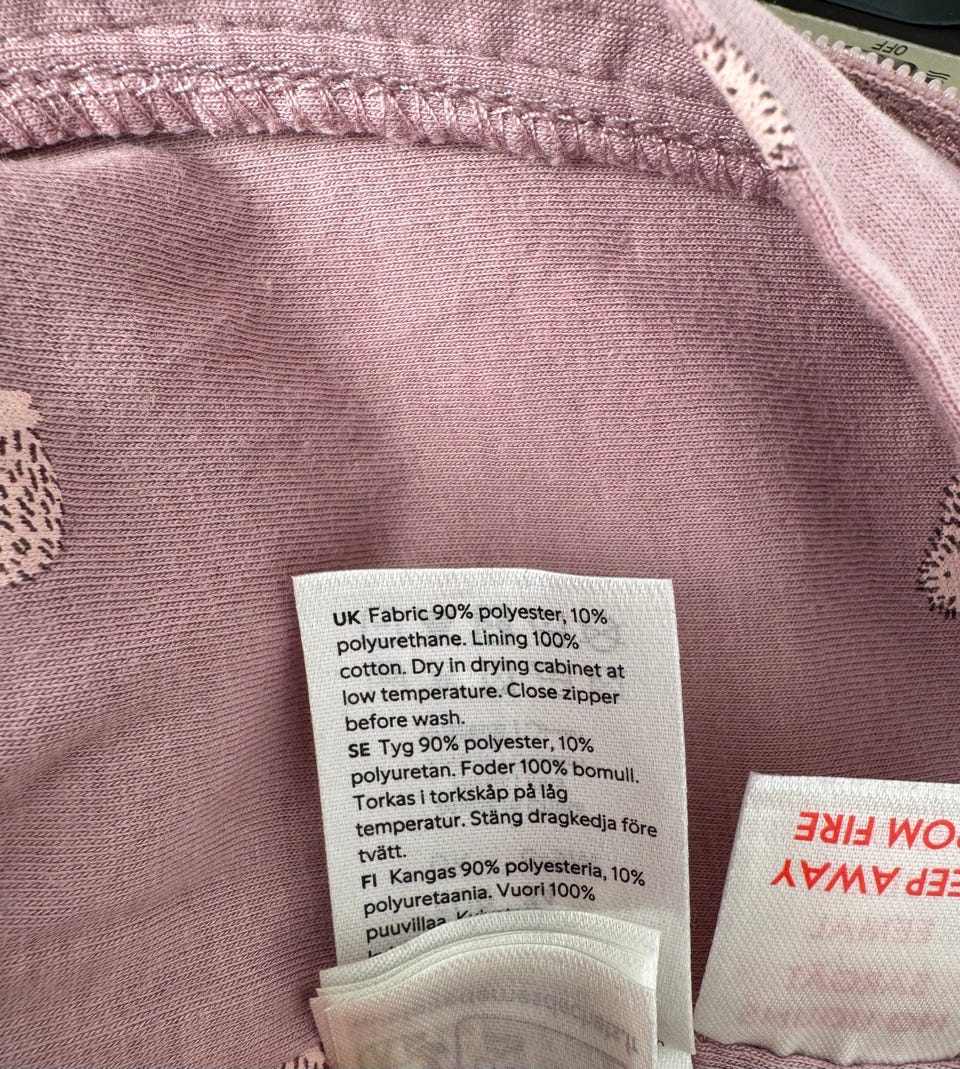 UK Fabric 90% polyester, 10%
polyurethane. Lining 100%
cotton. Dry in drying cabinet at
low temperature. Close zipper
before wash.
SE Tyg 90% polyester, 10%
polyuretan. Foder 100% bomull.
Torkas i torkskåp på låg
temperatur. Stäng dragkedja före
tvätt.
FI Kangas 90% polyesteria, 10%
polyuretaania. Vuori 100%
puuvillaa.
AWAY
FIRE
OFF